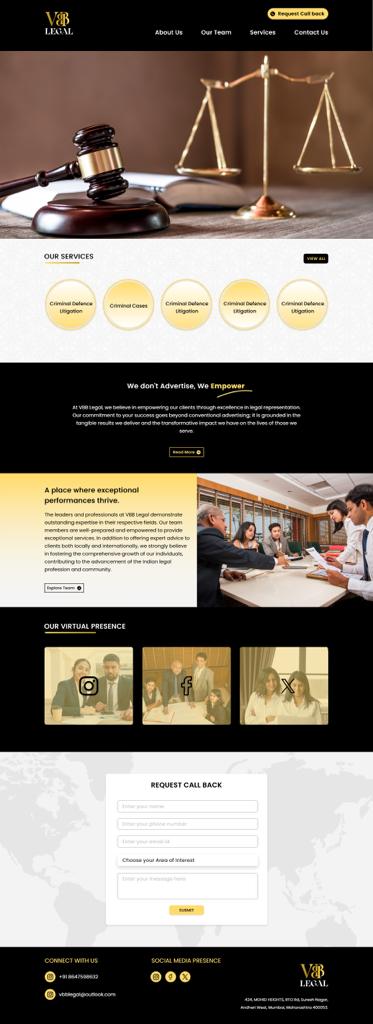 VBB
LEGAL
Request Call back
About Us
Our Team
Services
Contact Us
OUR SERVICES
VIEW ALL
Criminal Defence
Litigation
Criminal Cases
Criminal Defence
Litigation
Criminal Defence
Litigation
Criminal Defence
Litigation
We don't Advertise, We Empower
At VBB Legal, we believe in empowering our clients through excellence in legal representation.
Our commitment to your success goes beyond conventional advertising; it is grounded in the
tangible results we deliver and the transformative impact we have on the lives of those we
serve.
Read More
A place where exceptional
performances thrive.
The leaders and professionals at VBB Legal demonstrate
outstanding expertise in their respective fields. Our team
members are well-prepared and empowered to provide
exceptional services. In addition to offering expert advice to
clients both locally and internationally, we strongly believe
in fostering the comprehensive growth of our individuals,
contributing to the advancement of the Indian legal
profession and community.
Explore Team
OUR VIRTUAL PRESENCE
REQUEST CALL BACK
Enter your name
Enter your phone number
Enter your email id
Choose your Area of Interest
Enter your message here
SUBMIT
CONNECT WITH US
+91 8647598632
vbblegal@outlook.com
SOCIAL MEDIA PRESENCE
VBB
LEGAL
424, MOHID HEIGHTS, RTO Rd, Suresh Nagar,
Andheri West, Mumbai, Maharashtra 400053.